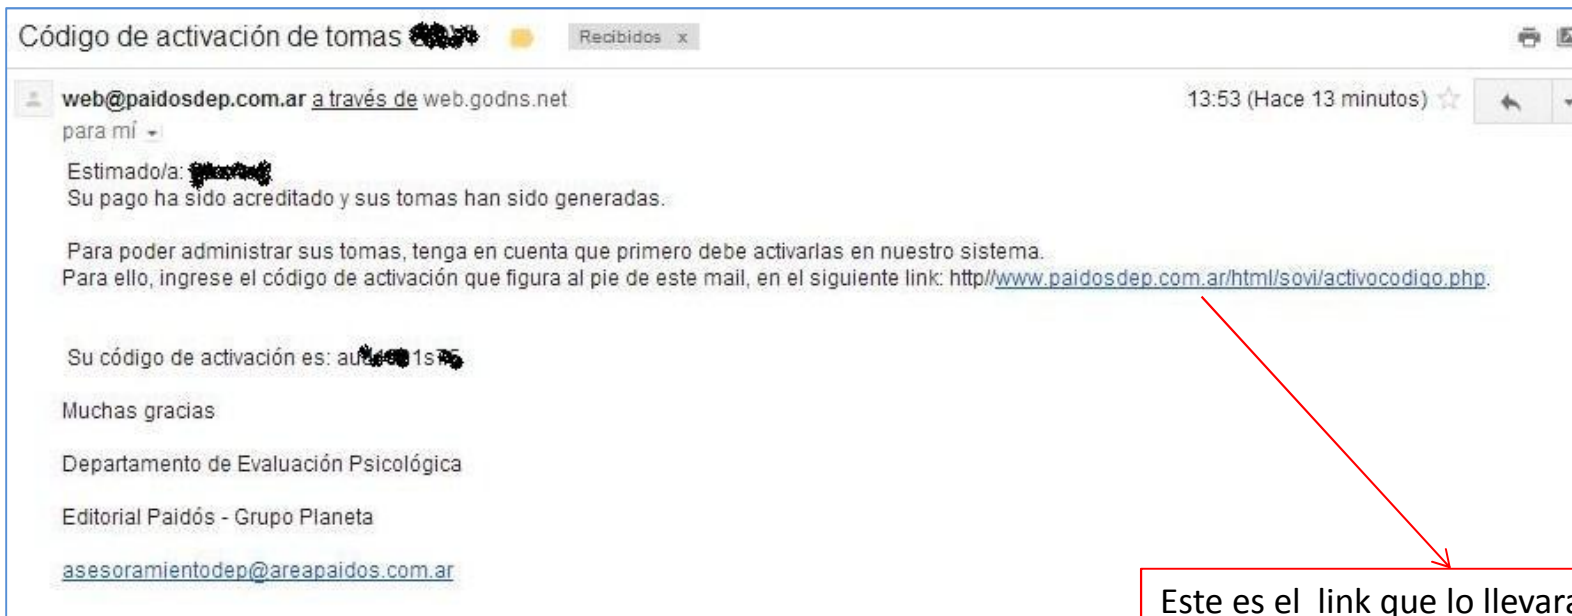 Código de activación de tomas
Recibidos x
web@paidosdep.com.ar a través de web.godns.net
13:53 (Hace 13 minutos)
para mí
Estimado/a:
Su pago ha sido acreditado y sus tomas han sido generadas.
Para poder administrar sus tomas, tenga en cuenta que primero debe activarlas en nuestro sistema.
Para ello, ingrese el código de activación que figura al pie de este mail, en el siguiente link: http//www.paidosdep.com.ar/html/sovi/activocodigo.php.
Su código de activación es:
Muchas gracias
Departamento de Evaluación Psicológica
Editorial Paidós - Grupo Planeta
asesoramientodep@areapaidos.com.ar
Este es el link que lo llevara